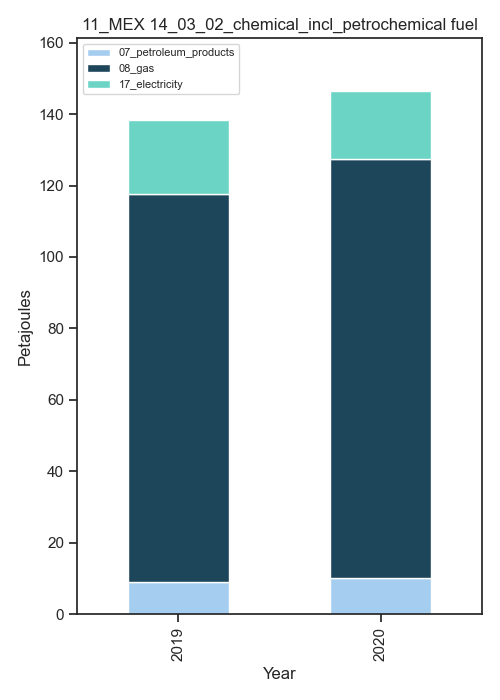 11_MEX 14_03_02_chemical_incl_petrochemical fuel
07_petroleum_products
08_gas
17_electricity
160
140
120
100
80
60
40
20
0
Petajoules
2019
2020
Year